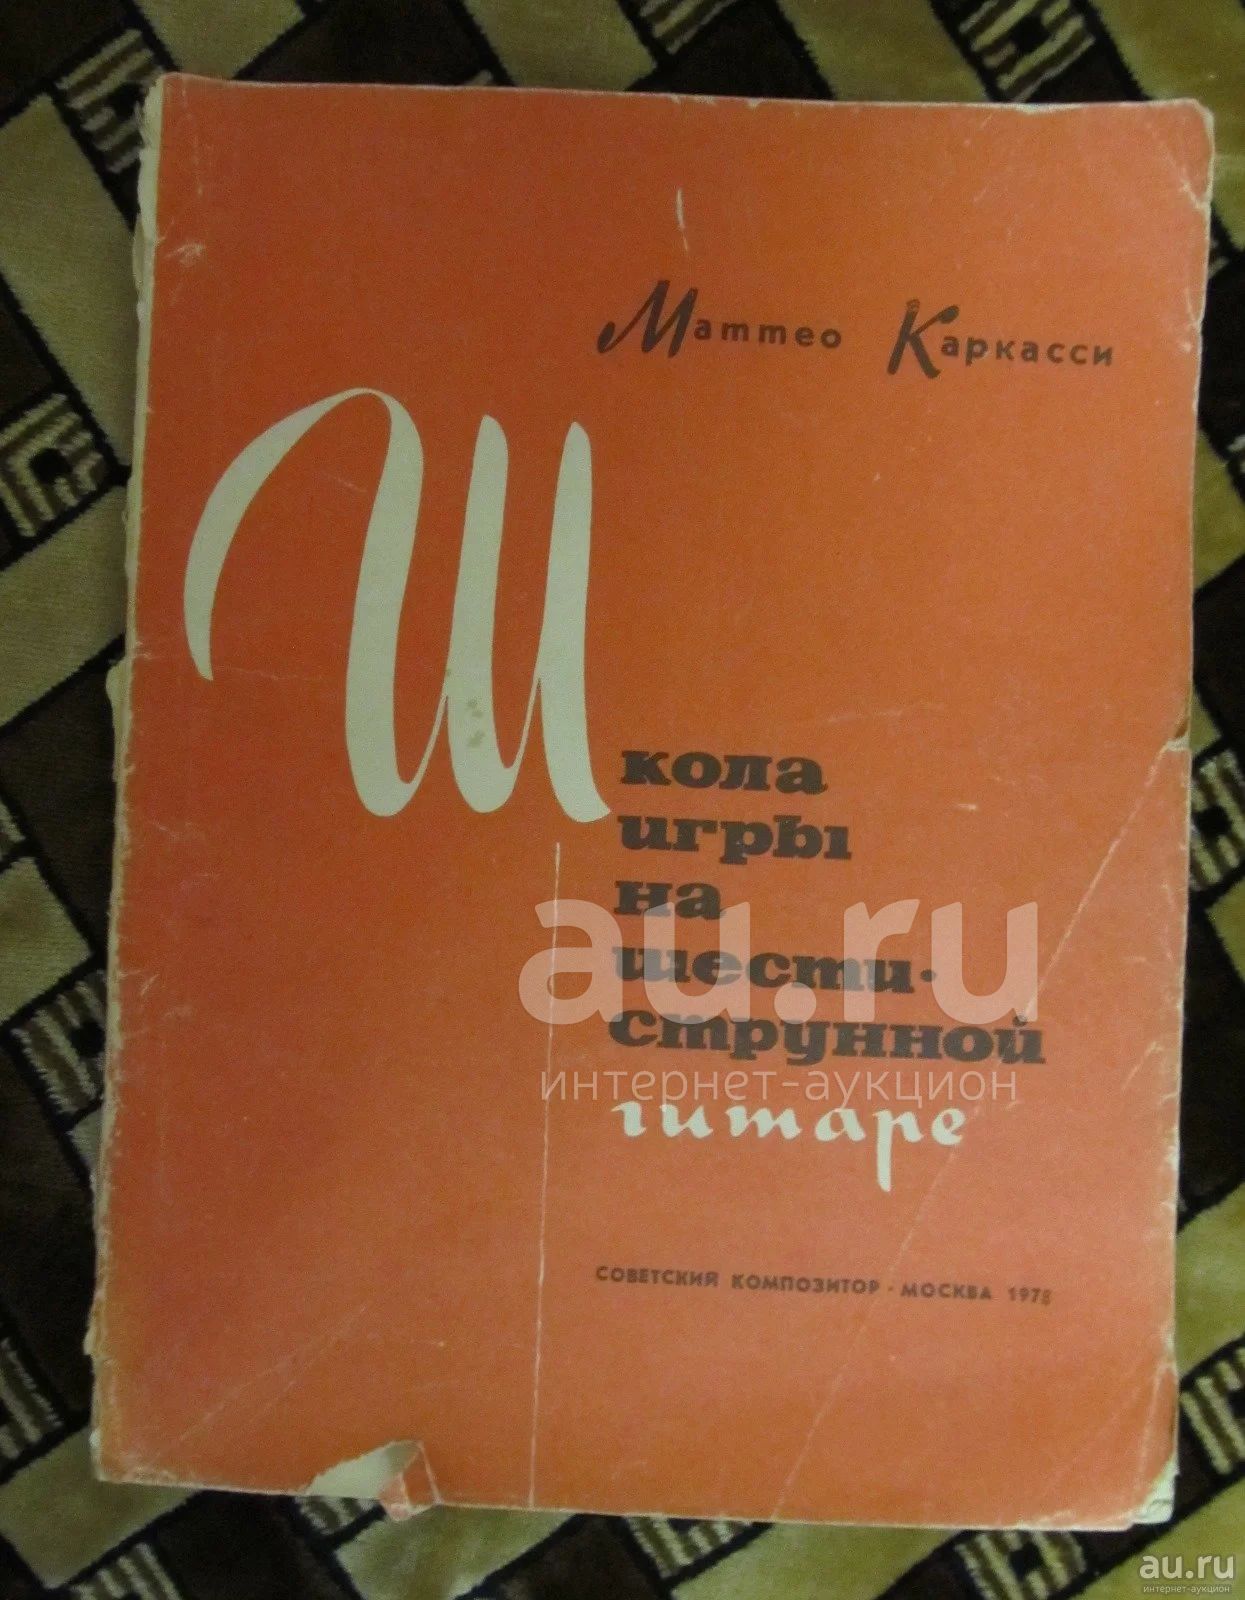 Маттео Каркасси
Школа
игры
на
шести-
струнной
гитаре
СОВЕТСКИЙ КОМПОЗИТОР · МОСКВА 1978
au.ru
интернет-аукцион
au.ru
интернет-аукцион